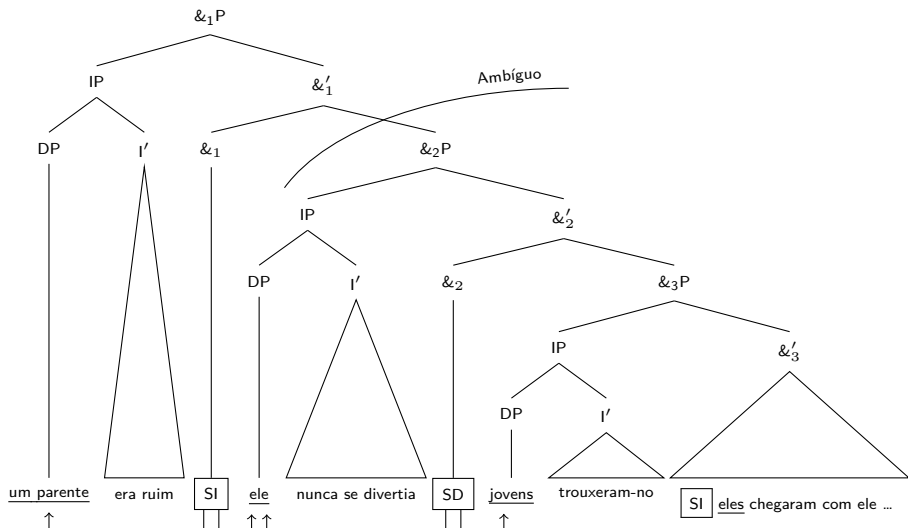 &₁P
IP &′₁ Ambíguo
DP I′ &₁ &₂P
IP &′₂
DP I′ &₂ &₃P
IP &′₃
DP I′
um parente era ruim SI ele nunca se divertia SD jovens trouxeram-no SI eles chegaram com ele ...